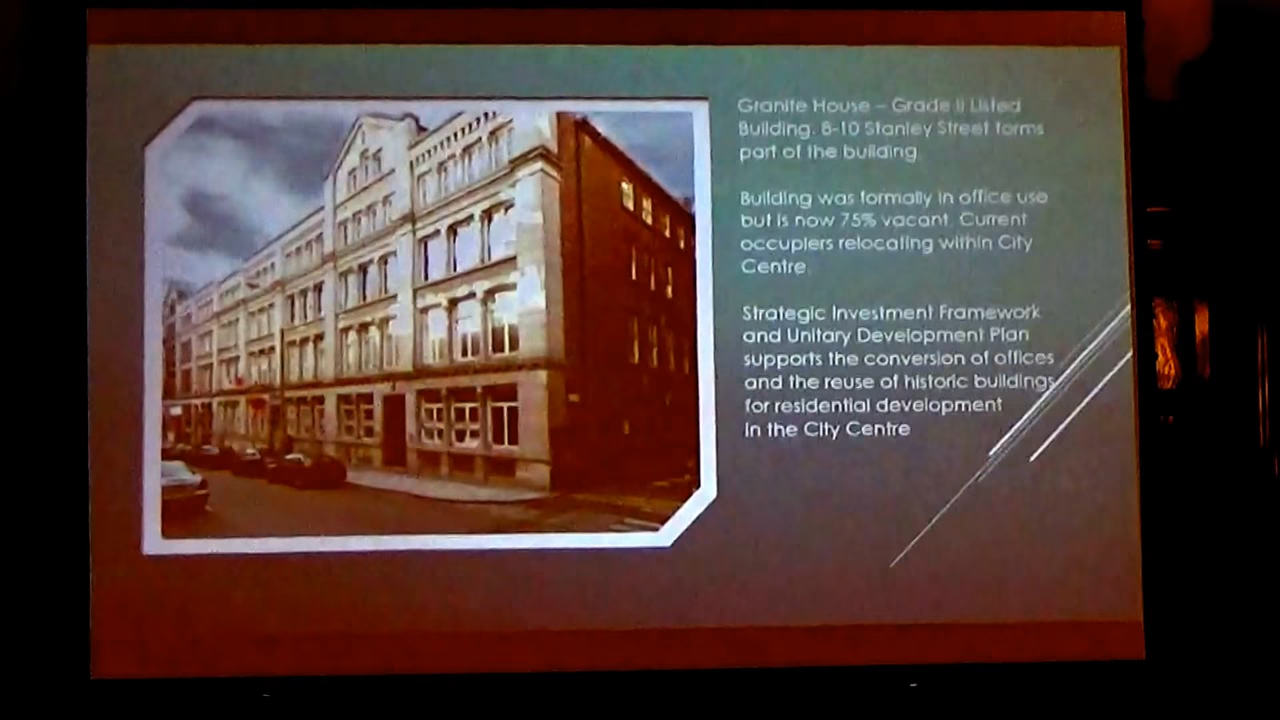 Granite House – Grade II Listed
Building. 8-10 Stanley Street forms
part of the building
Building was formally in office use
but is now 75% vacant. Current
occupiers relocating within City
Centre.
Strategic Investment Framework
and Unitary Development Plan
supports the conversion of offices
and the reuse of historic buildings
for residential development
in the City Centre